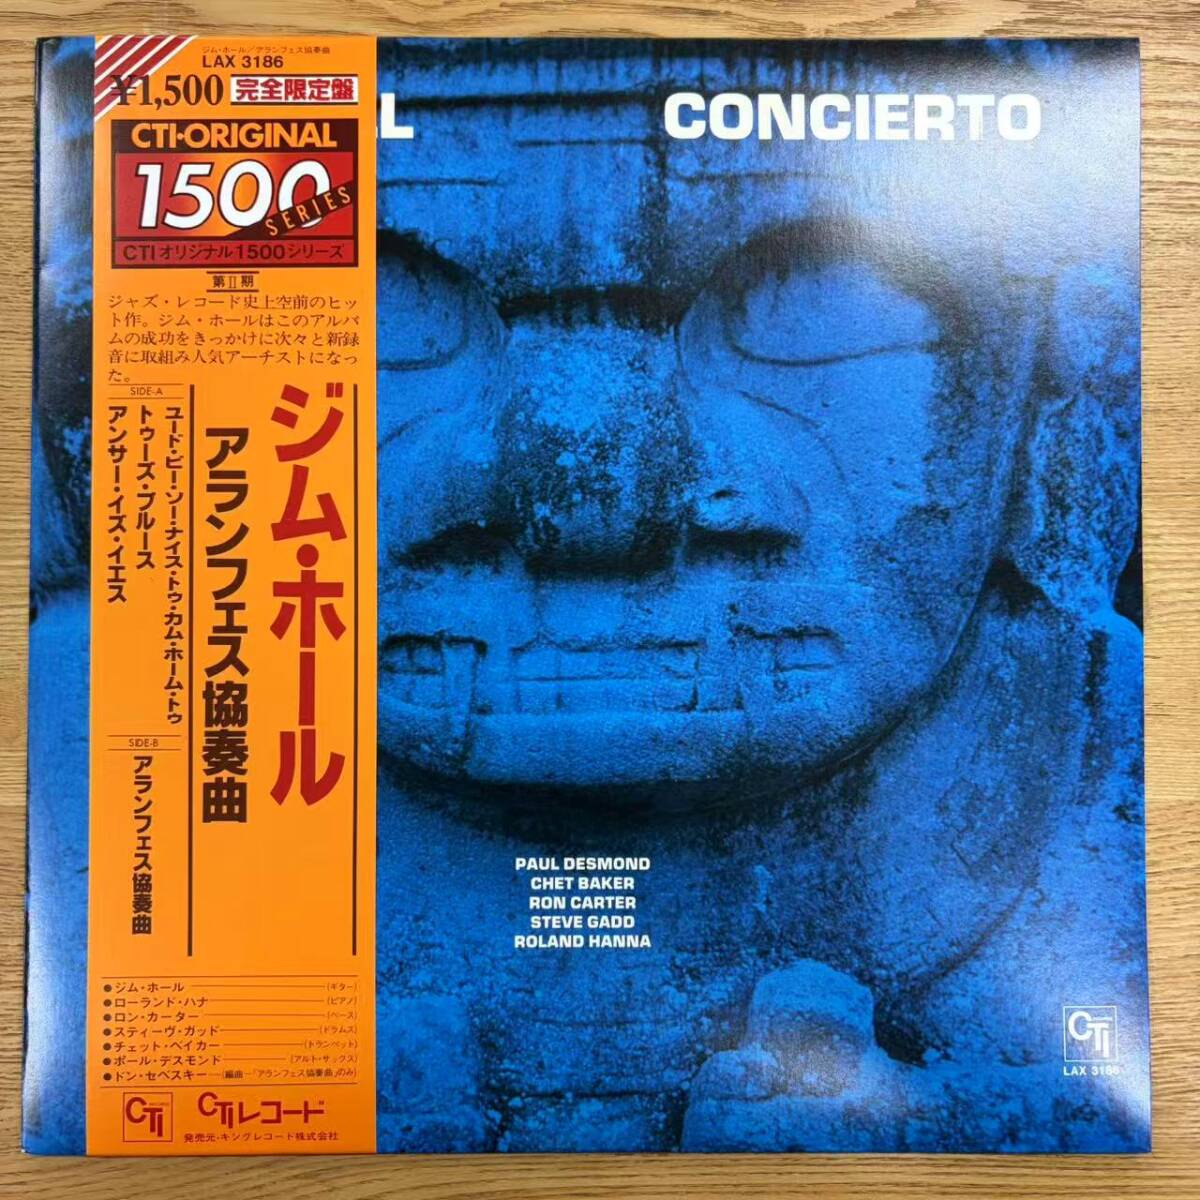 ジム・ホール/アランフェス協奏曲
LAX 3186
¥1,500 完全限定盤
CTI・ORIGINAL
1500
SERIES
CTIオリジナル1500シリーズ
第II期
ジャズ・レコード史上空前のヒッ
ト作。ジム・ホールはこのアルバ
ムの成功をきっかけに次々と新録
音に取組み人気アーチストになっ
た。
ジム・ホール
アランフェス協奏曲
SIDE-A
ユード・ビー・ソー・ナイス・トゥ・カム・ホーム・トゥ
トゥーズ・ブルース
アンサー・イズ・イエス
SIDE-B
アランフェス協奏曲
●ジム・ホール (ギター)
●ローランド・ハナ (ピアノ)
●ロン・カーター (ベース)
●スティーヴ・ガッド (ドラムス)
●チェット・ベイカー (トランペット)
●ポール・デスモンド (アルト・サックス)
●ドン・セベスキー (編曲-「アランフェス協奏曲」のみ)
CTI CTIレコード
発売元・キングレコード株式会社
LL CONCIERTO
PAUL DESMOND
CHET BAKER
RON CARTER
STEVE GADD
ROLAND HANNA
CTI
LAX 3186